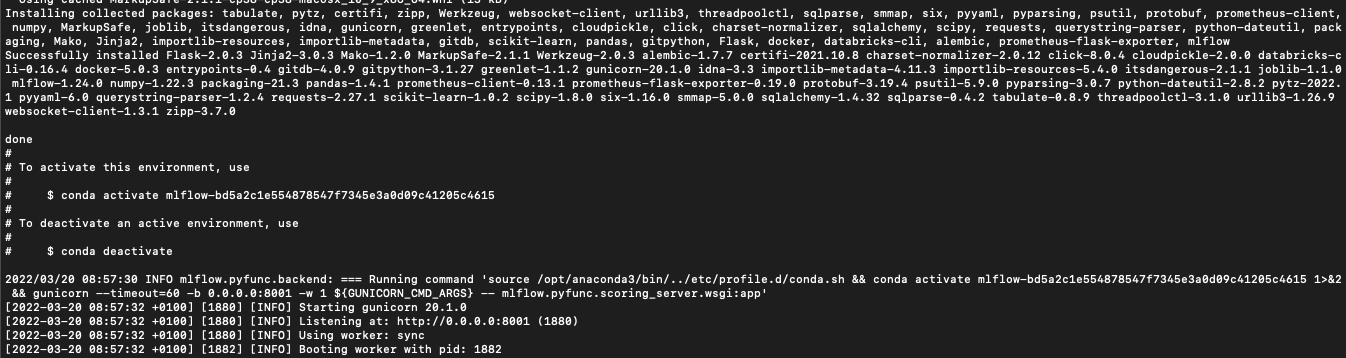 Using cached MarkupSafe-2.1.1-cp38-cp38-macosx_10_9_x86_64.whl (13 kB)
Installing collected packages: tabulate, pytz, certifi, zipp, Werkzeug, websocket-client, urllib3, threadpoolctl, sqlparse, smmap, six, pyyaml, pyparsing, psutil, protobuf, prometheus-client,
 numpy, MarkupSafe, joblib, itsdangerous, idna, gunicorn, greenlet, entrypoints, cloudpickle, click, charset-normalizer, sqlalchemy, scipy, requests, querystring-parser, python-dateutil, pack
aging, Mako, Jinja2, importlib-resources, importlib-metadata, gitdb, scikit-learn, pandas, gitpython, Flask, docker, databricks-cli, alembic, prometheus-flask-exporter, mlflow
Successfully installed Flask-2.0.3 Jinja2-3.0.3 Mako-1.2.0 MarkupSafe-2.1.1 Werkzeug-2.0.3 alembic-1.7.7 certifi-2021.10.8 charset-normalizer-2.0.12 click-8.0.4 cloudpickle-2.0.0 databricks-c
li-0.16.4 docker-5.0.3 entrypoints-0.4 gitdb-4.0.9 gitpython-3.1.27 greenlet-1.1.2 gunicorn-20.1.0 idna-3.3 importlib-metadata-4.11.3 importlib-resources-5.4.0 itsdangerous-2.1.1 joblib-1.1.0
 mlflow-1.24.0 numpy-1.22.3 packaging-21.3 pandas-1.4.1 prometheus-client-0.13.1 prometheus-flask-exporter-0.19.0 protobuf-3.19.4 psutil-5.9.0 pyparsing-3.0.7 python-dateutil-2.8.2 pytz-2022.
1 pyyaml-6.0 querystring-parser-1.2.4 requests-2.27.1 scikit-learn-1.0.2 scipy-1.8.0 six-1.16.0 smmap-5.0.0 sqlalchemy-1.4.32 sqlparse-0.4.2 tabulate-0.8.9 threadpoolctl-3.1.0 urllib3-1.26.9
websocket-client-1.3.1 zipp-3.7.0
done
#
# To activate this environment, use
#
#     $ conda activate mlflow-bd5a2c1e554878547f7345e3a0d09c41205c4615
#
# To deactivate an active environment, use
#
#     $ conda deactivate
2022/03/20 08:57:30 INFO mlflow.pyfunc.backend: === Running command 'source /opt/anaconda3/bin/../etc/profile.d/conda.sh && conda activate mlflow-bd5a2c1e554878547f7345e3a0d09c41205c4615 1>&2
 && gunicorn --timeout=60 -b 0.0.0.0:8001 -w 1 ${GUNICORN_CMD_ARGS} -- mlflow.pyfunc.scoring_server.wsgi:app'
[2022-03-20 08:57:32 +0100] [1880] [INFO] Starting gunicorn 20.1.0
[2022-03-20 08:57:32 +0100] [1880] [INFO] Listening at: http://0.0.0.0:8001 (1880)
[2022-03-20 08:57:32 +0100] [1880] [INFO] Using worker: sync
[2022-03-20 08:57:32 +0100] [1882] [INFO] Booting worker with pid: 1882